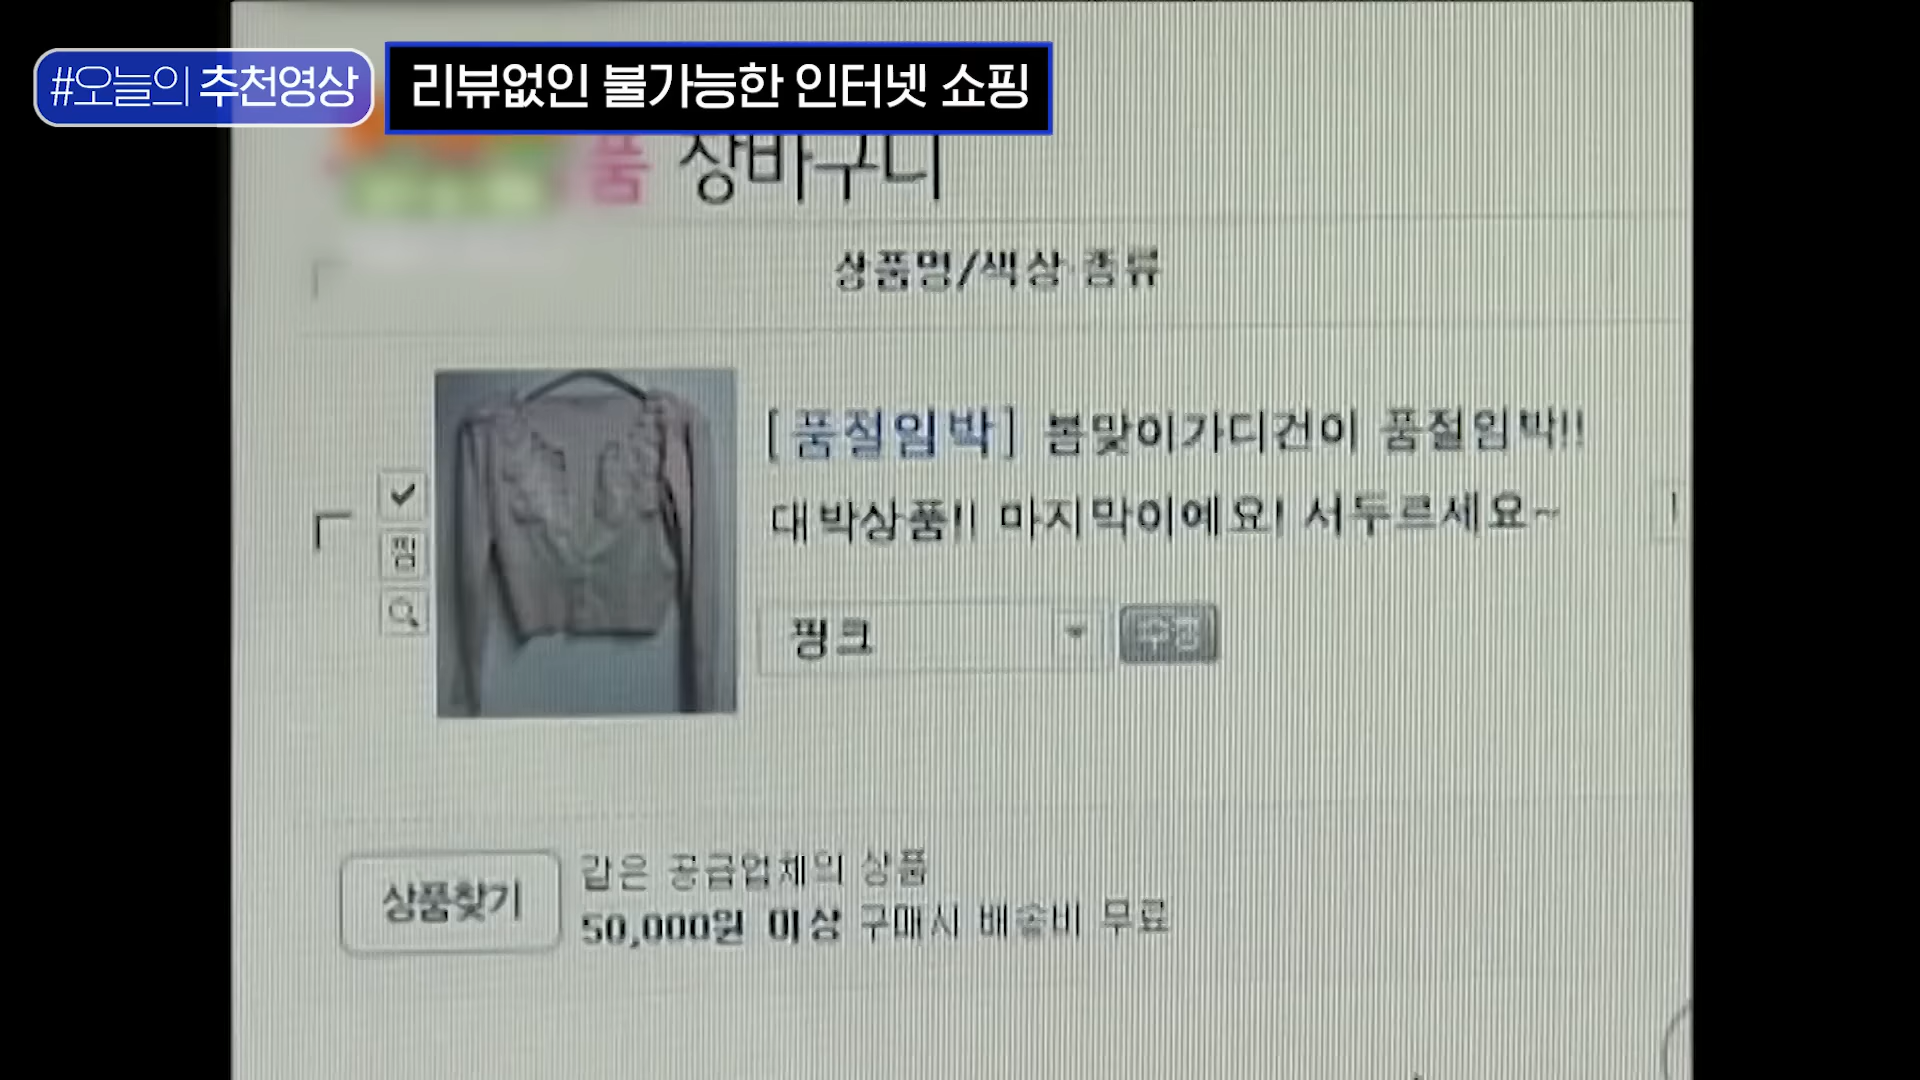 #오늘의 추천영상
리뷰없인 불가능한 인터넷 쇼핑
품 장바구니
상품명/색상·종류
[품절임박] 봄맞이가디건이 품절임박!!
대박상품!! 마지막이에요! 서두르세요~
찜
핑크
수정
상품찾기
같은 공급업체의 상품
50,000원 이상 구매시 배송비 무료